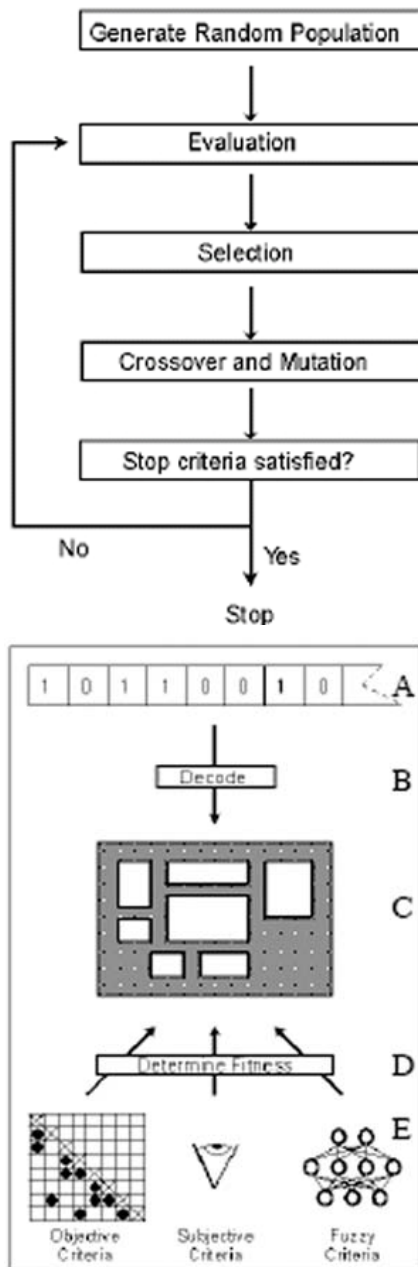 Generate Random Population
Evaluation
Selection
Crossover and Mutation
Stop criteria satisfied?
No
Yes
Stop
1 0 1 1 0 0 1 0
A
Decode
B
C
Determine Fitness
D
E
Objective Criteria
Subjective Criteria
Fuzzy Criteria